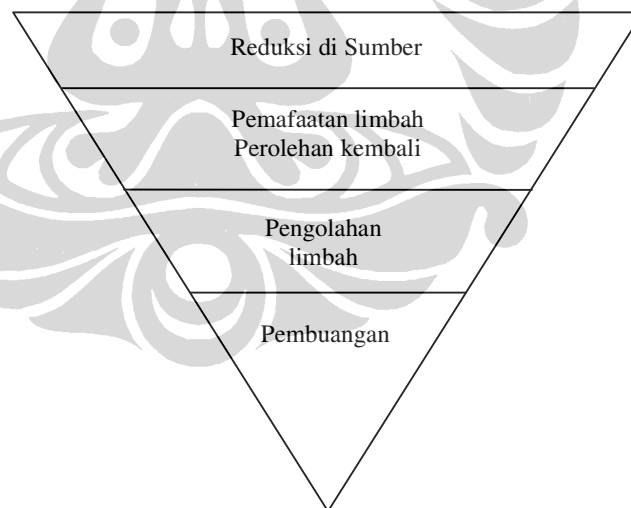 Reduksi di Sumber
Pemafaatan limbah
Perolehan kembali
Pengolahan
limbah
Pembuangan